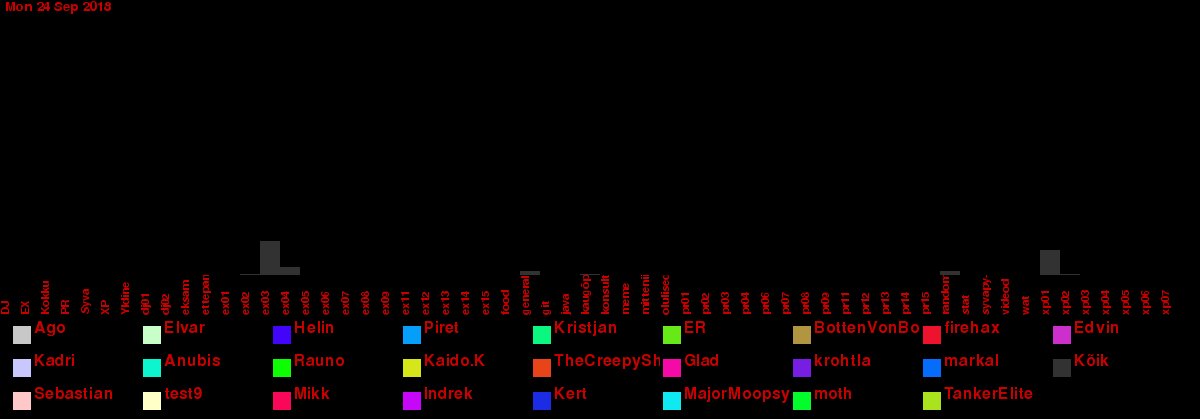 Mon 24 Sep 2018
DJ EX Kokku PR Syva XP Yldine dj01 dj02 eksam ettepan ex01 ex02 ex03 ex04 ex05 ex06 ex07 ex08 ex09 ex11 ex12 ex13 ex14 ex15 food general git java kaugõp konsult meme mitteni olulisec pr01 pr02 pr03 pr04 pr06 pr07 pr08 pr09 pr11 pr12 pr13 pr14 pr15 random stat syvapy- videod wat xp01 xp02 xp03 xp04 xp05 xp06 xp07
Ago Elvar Helin Piret Kristjan ER BottenVonBo firehax Edvin
Kadri Anubis Rauno Kaido.K TheCreepySh Glad krohtla markal Kõik
Sebastian test9 Mikk Indrek Kert MajorMoopsy moth TankerElite